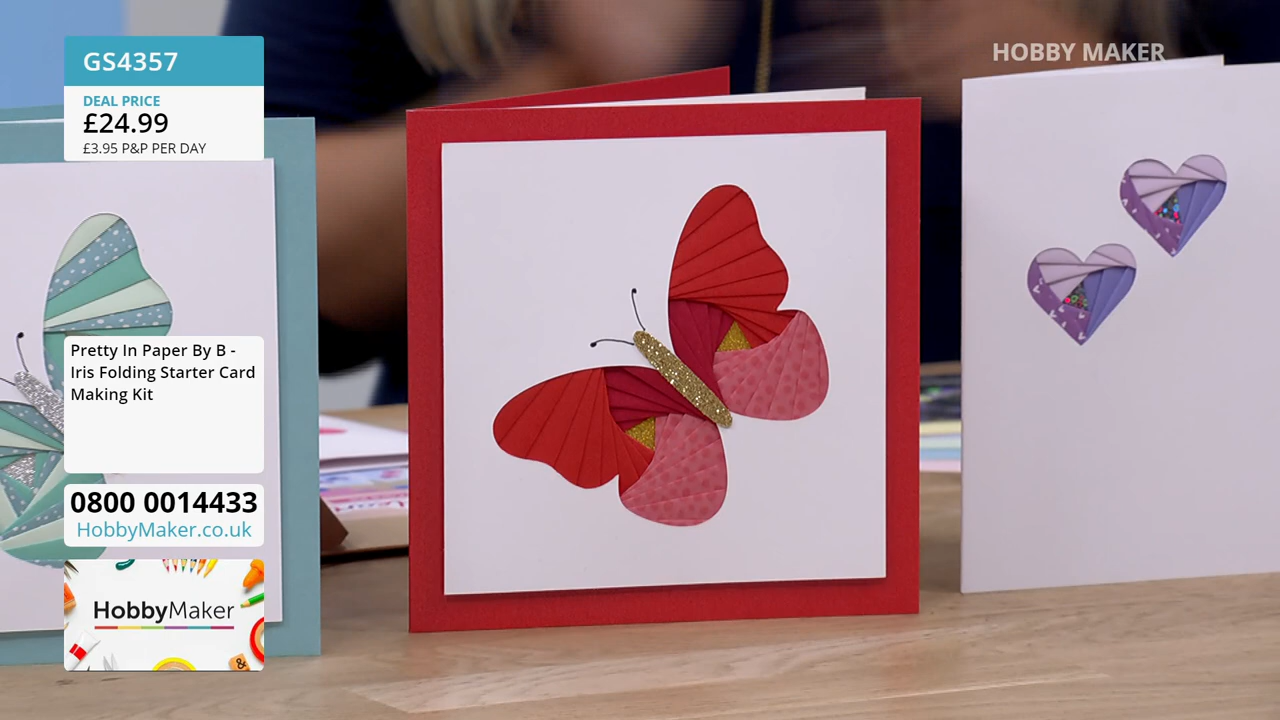 GS4357
DEAL PRICE
£24.99
£3.95 P&P PER DAY
HOBBY MAKER
Pretty In Paper By B -
Iris Folding Starter Card
Making Kit
0800 0014433
HobbyMaker.co.uk
HobbyMaker
&